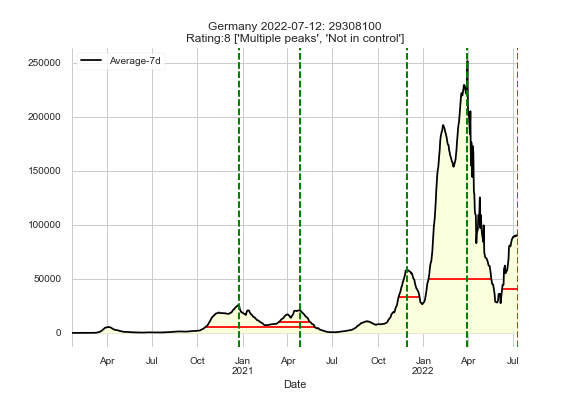 Germany 2022-07-12: 29308100
Rating:8 ['Multiple peaks', 'Not in control']
Average-7d
250000
200000
150000
100000
50000
0
Apr Jul Oct Jan Apr Jul Oct Jan Apr Jul
2021 2022
Date